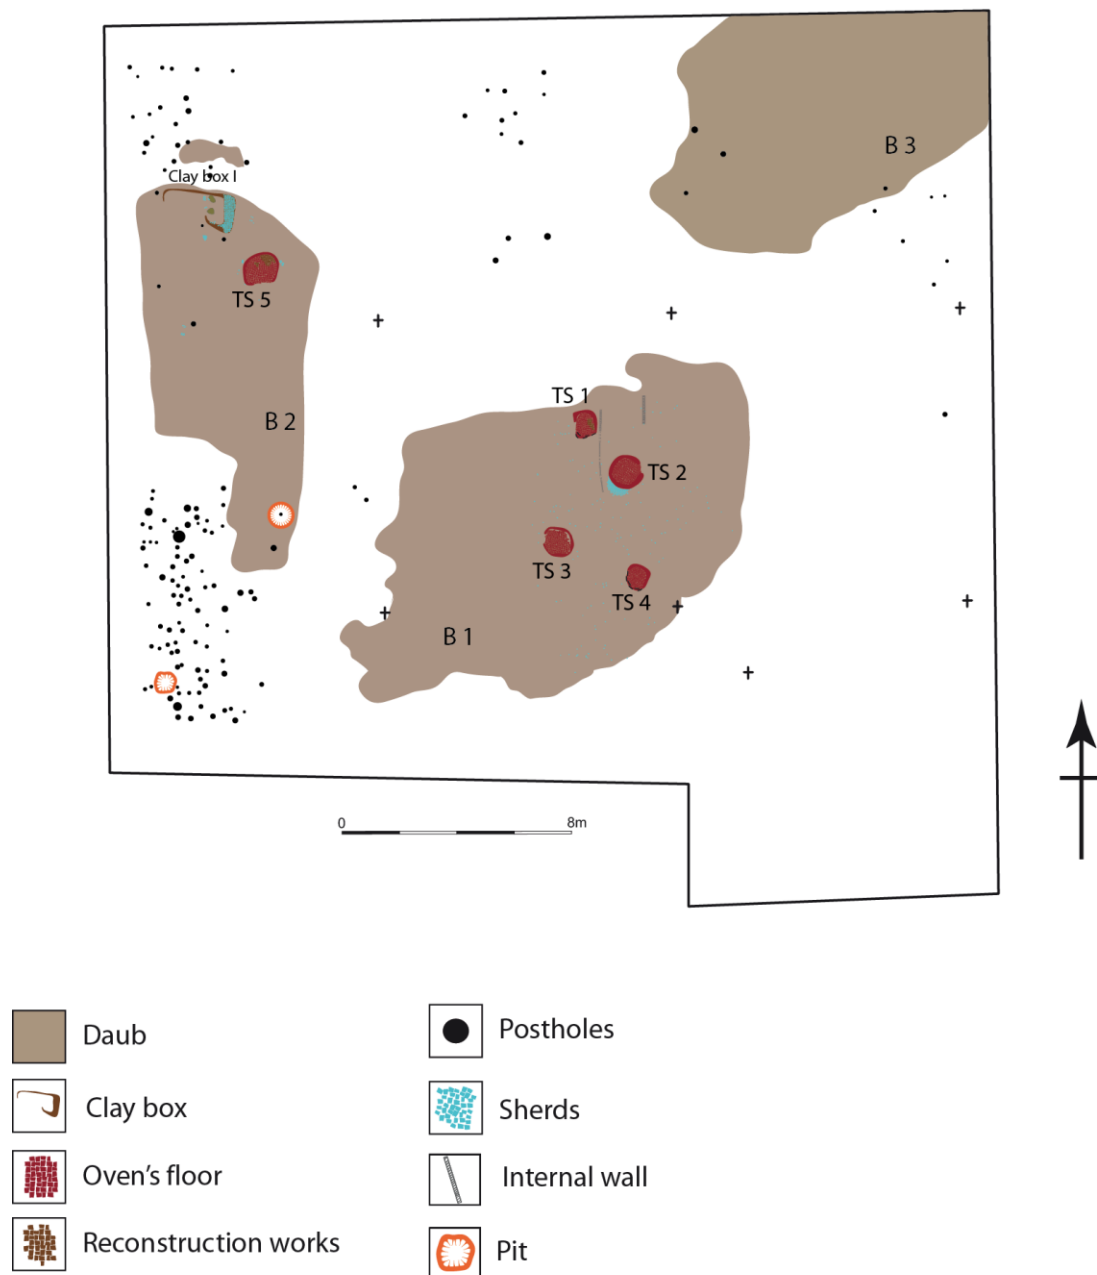 B 3
Clay box I
TS 5
TS 1
B 2
TS 2
TS 3
TS 4
B 1
0 8m
Daub
Postholes
Clay box
Sherds
Oven's floor
Internal wall
Reconstruction works
Pit